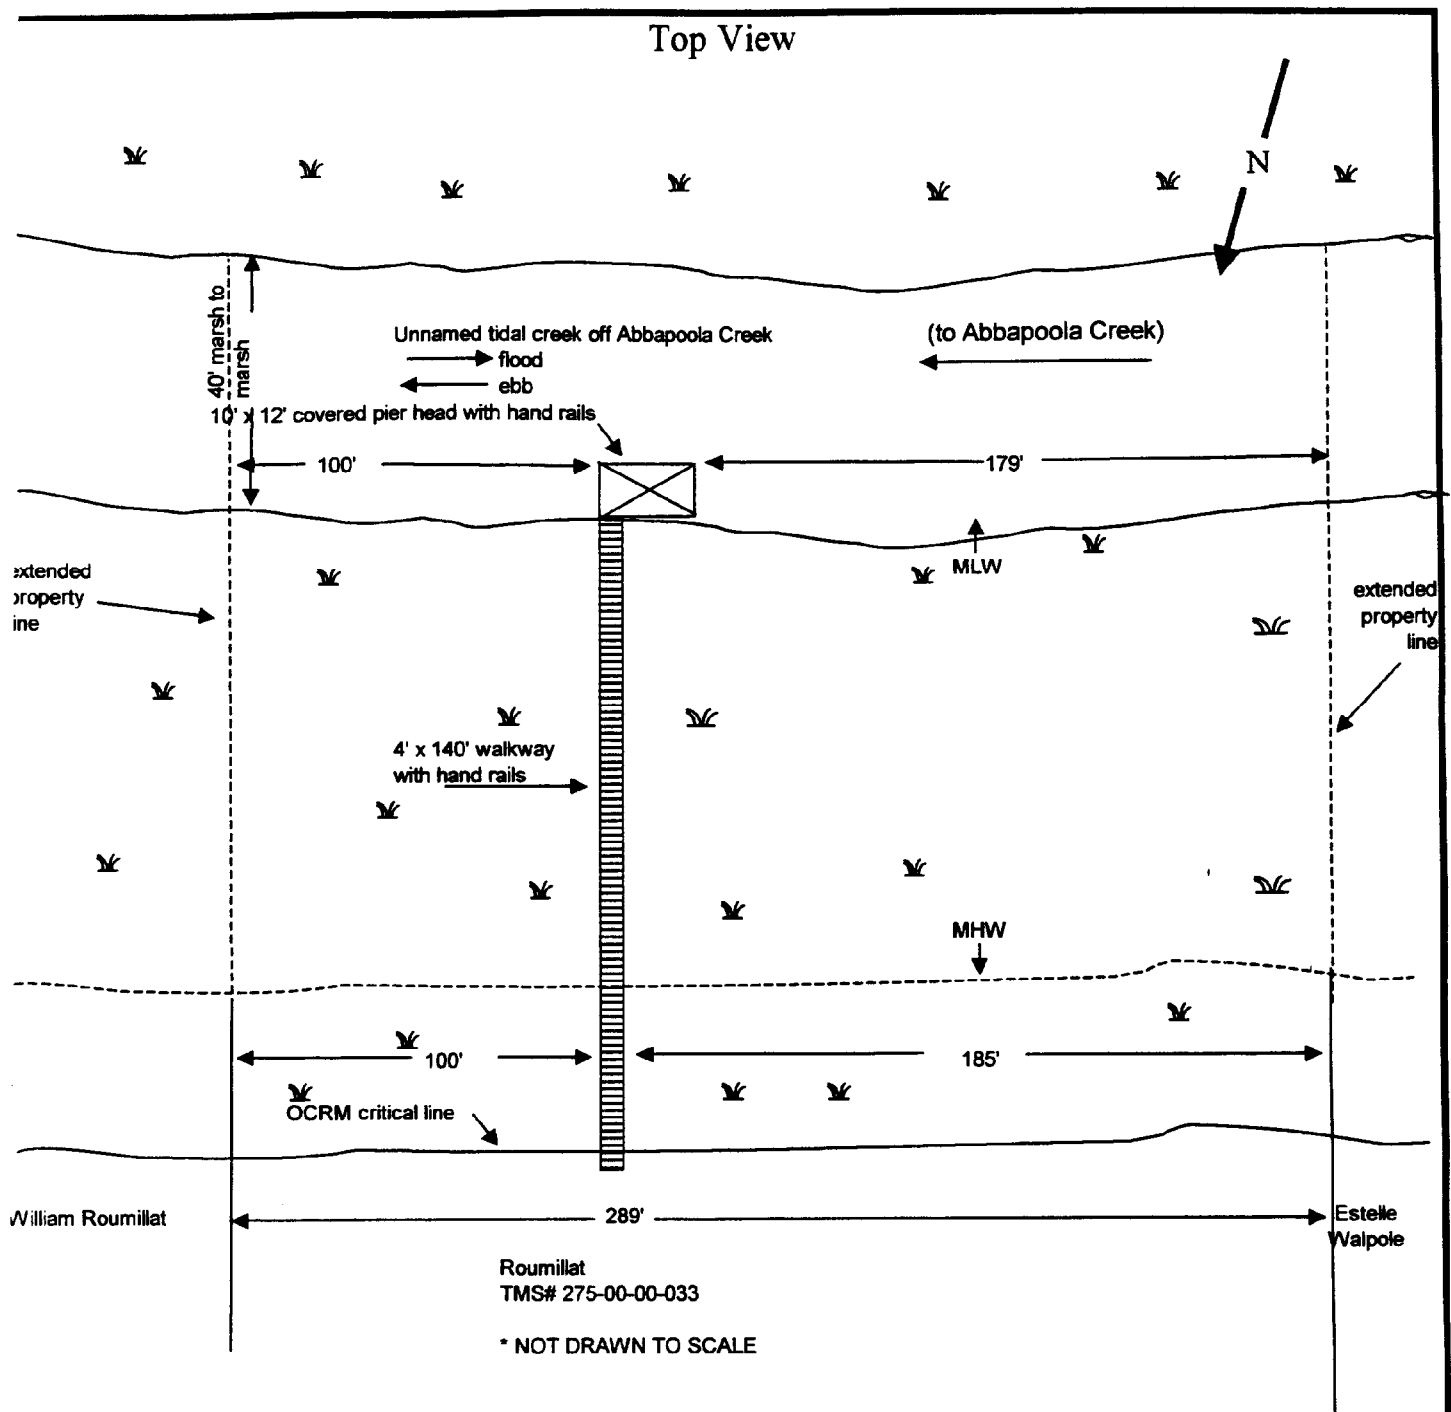 Top View
N
40' marsh to
marsh
Unnamed tidal creek off Abbapoola Creek
flood
ebb
(to Abbapoola Creek)
10' x 12' covered pier head with hand rails
100'
179'
MLW
extended
property
line
extended
property
line
4' x 140' walkway
with hand rails
MHW
100'
185'
OCRM critical line
William Roumillat
289'
Estelle
Walpole
Roumillat
TMS# 275-00-00-033
* NOT DRAWN TO SCALE